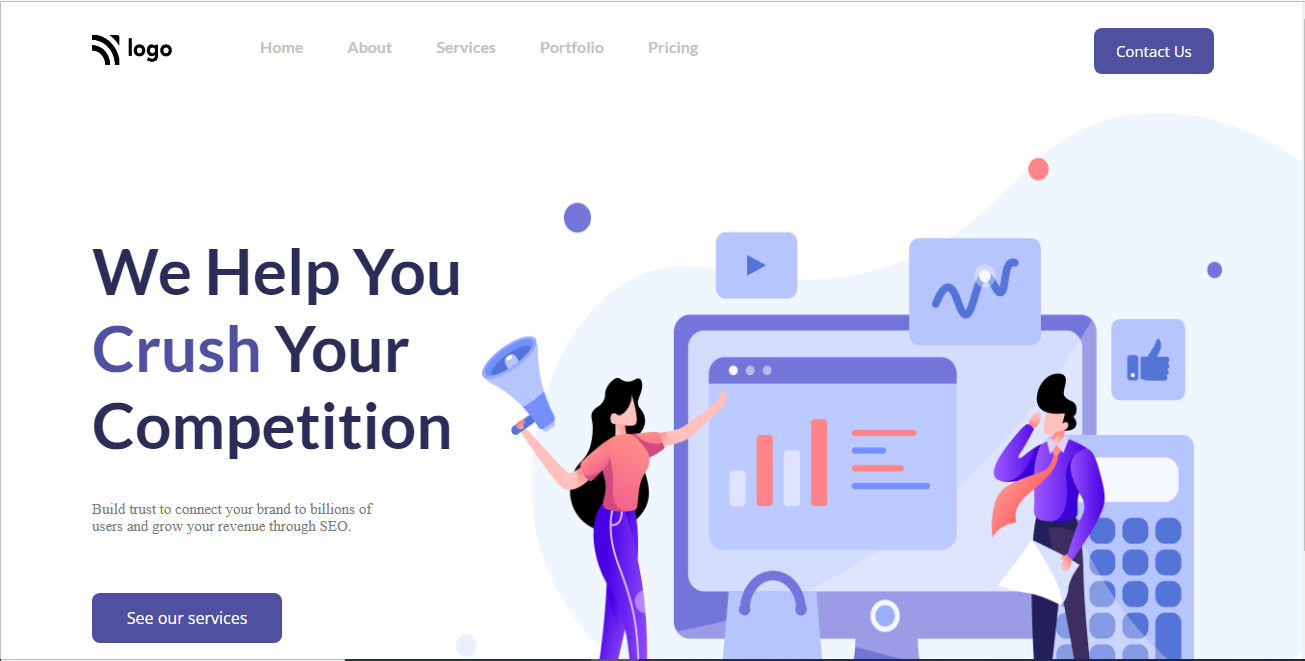 logo
Home
About
Services
Portfolio
Pricing
Contact Us
We Help You
Crush Your
Competition
Build trust to connect your brand to billions of
users and grow your revenue through SEO.
See our services